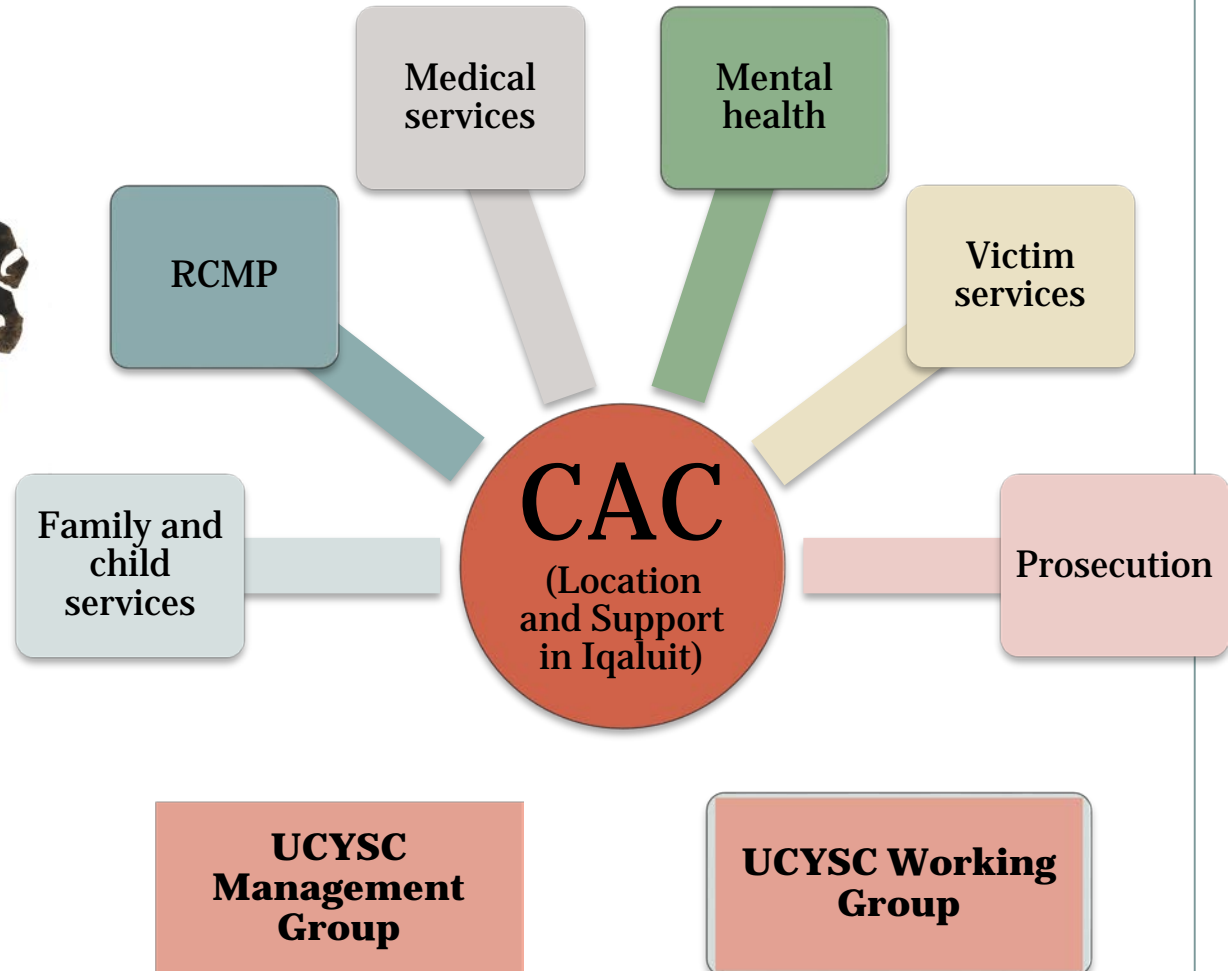 Medical
services
Mental
health
RCMP
Victim
services
Family and
child
services
CAC
(Location
and Support
in Iqaluit)
Prosecution
UCYSC
Management
Group
UCYSC Working
Group